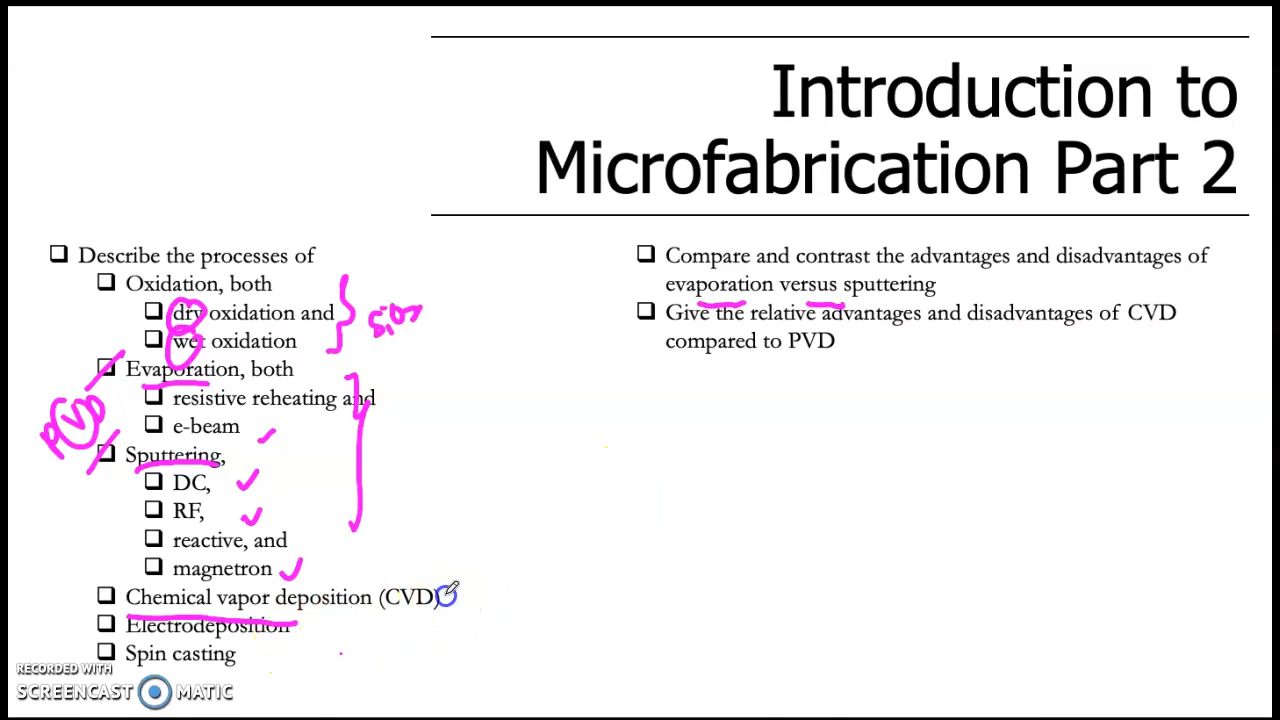 Introduction to
Microfabrication Part 2
❑ Describe the processes of
❑ Oxidation, both
❑ dry oxidation and
❑ wet oxidation
SiOx
❑ Evaporation, both
❑ resistive reheating and
❑ e-beam
PVD
❑ Sputtering,
❑ DC,
❑ RF,
❑ reactive, and
❑ magnetron
❑ Chemical vapor deposition (CVD)
❑ Electrodeposition
❑ Spin casting
❑ Compare and contrast the advantages and disadvantages of
evaporation versus sputtering
❑ Give the relative advantages and disadvantages of CVD
compared to PVD
RECORDED WITH
SCREENCAST MATIC